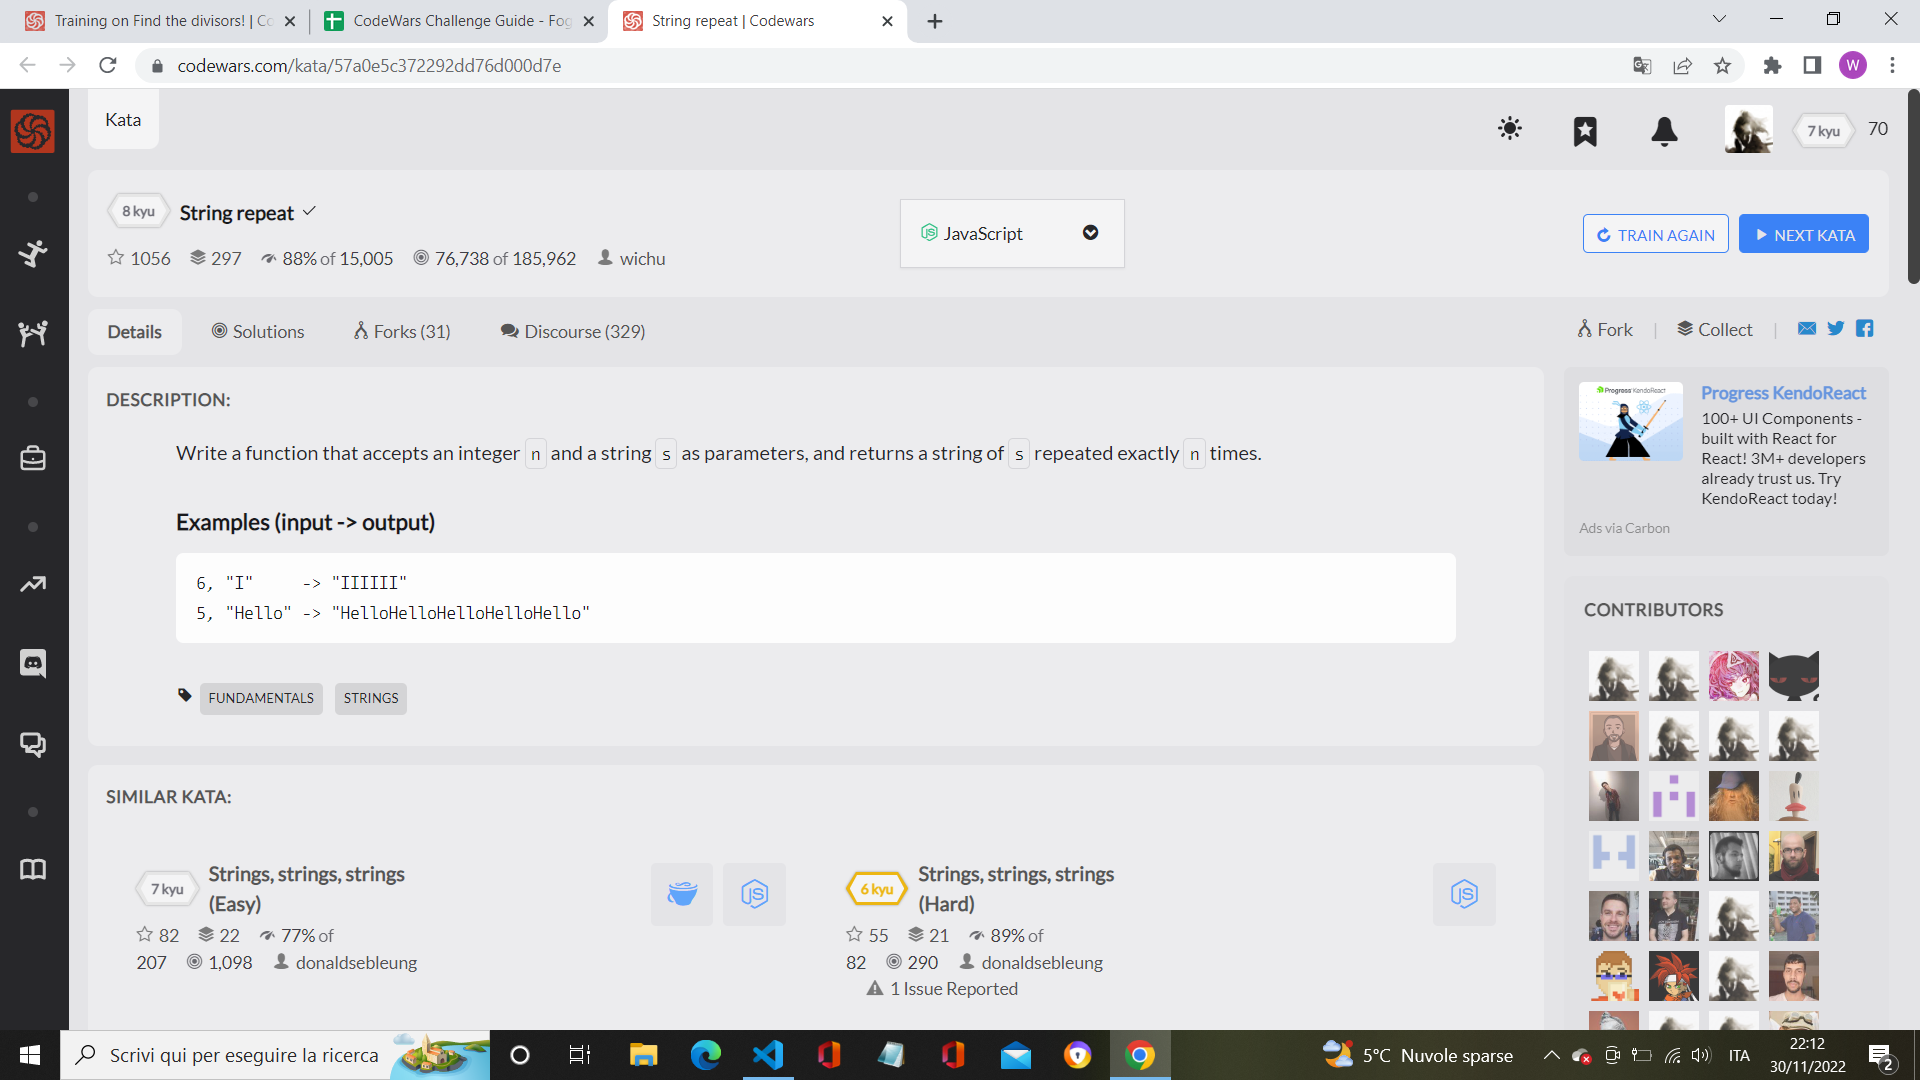 Training on Find the divisors! | Co
CodeWars Challenge Guide - Fog
String repeat | Codewars
codewars.com/kata/57a0e5c372292dd76d000d7e
W
Kata
7 kyu
70
8 kyu
String repeat
1056
297
88% of 15,005
76,738 of 185,962
wichu
JavaScript
TRAIN AGAIN
NEXT KATA
Details
Solutions
Forks (31)
Discourse (329)
Fork
Collect
DESCRIPTION:
Write a function that accepts an integer n and a string s as parameters, and returns a string of s repeated exactly n times.
Examples (input -> output)
6, "I"     -> "IIIIII"
5, "Hello" -> "HelloHelloHelloHelloHello"
FUNDAMENTALS
STRINGS
Progress KendoReact
Progress KendoReact
100+ UI Components -
built with React for
React! 3M+ developers
already trust us. Try
KendoReact today!
Ads via Carbon
CONTRIBUTORS
SIMILAR KATA:
7 kyu
Strings, strings, strings
(Easy)
82
22
77% of
207
1,098
donaldsebleung
6 kyu
Strings, strings, strings
(Hard)
55
21
89% of
82
290
donaldsebleung
1 Issue Reported
Scrivi qui per eseguire la ricerca
5°C Nuvole sparse
ITA
22:12
30/11/2022
2